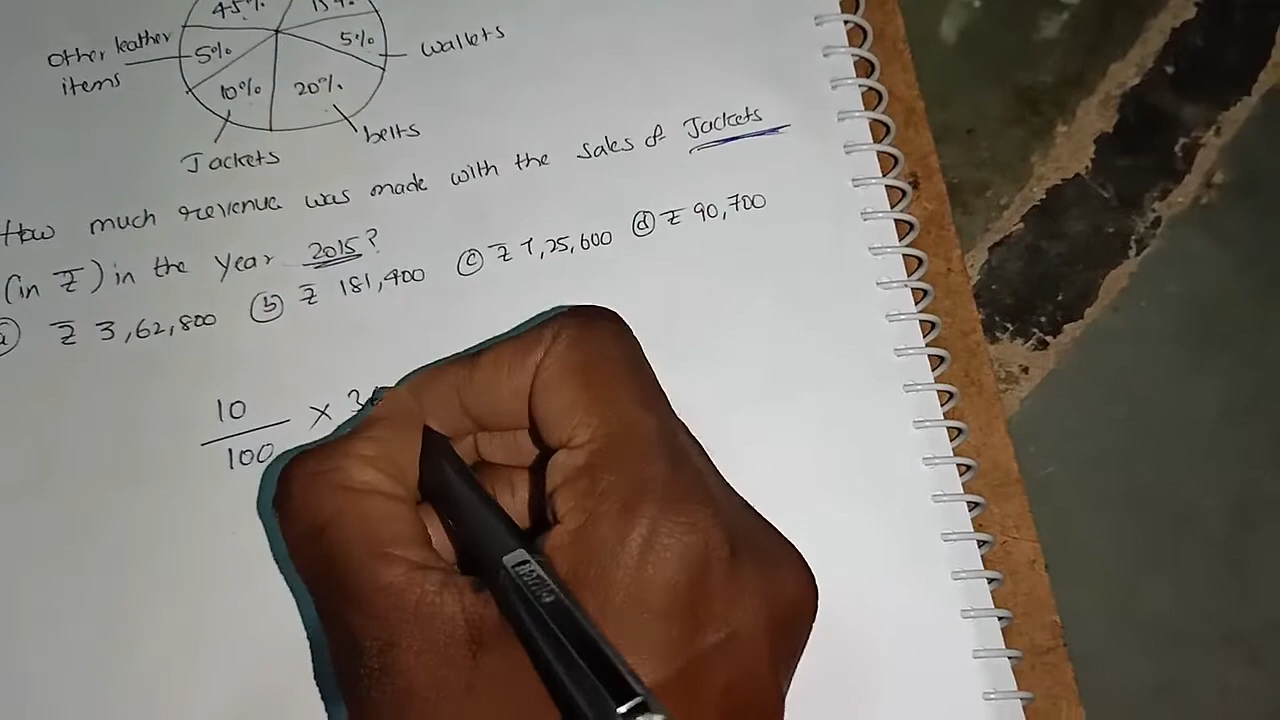 45%
15%
Other leather
items
5%
5%
wallets
10%
20%
belts
Jackets
How much revenue was made with the sales of Jackets
(in ₹) in the year 2015?
a ₹ 3,62,800 b ₹ 181,400 c ₹ 7,25,600 d ₹ 90,700
10
100
× 36